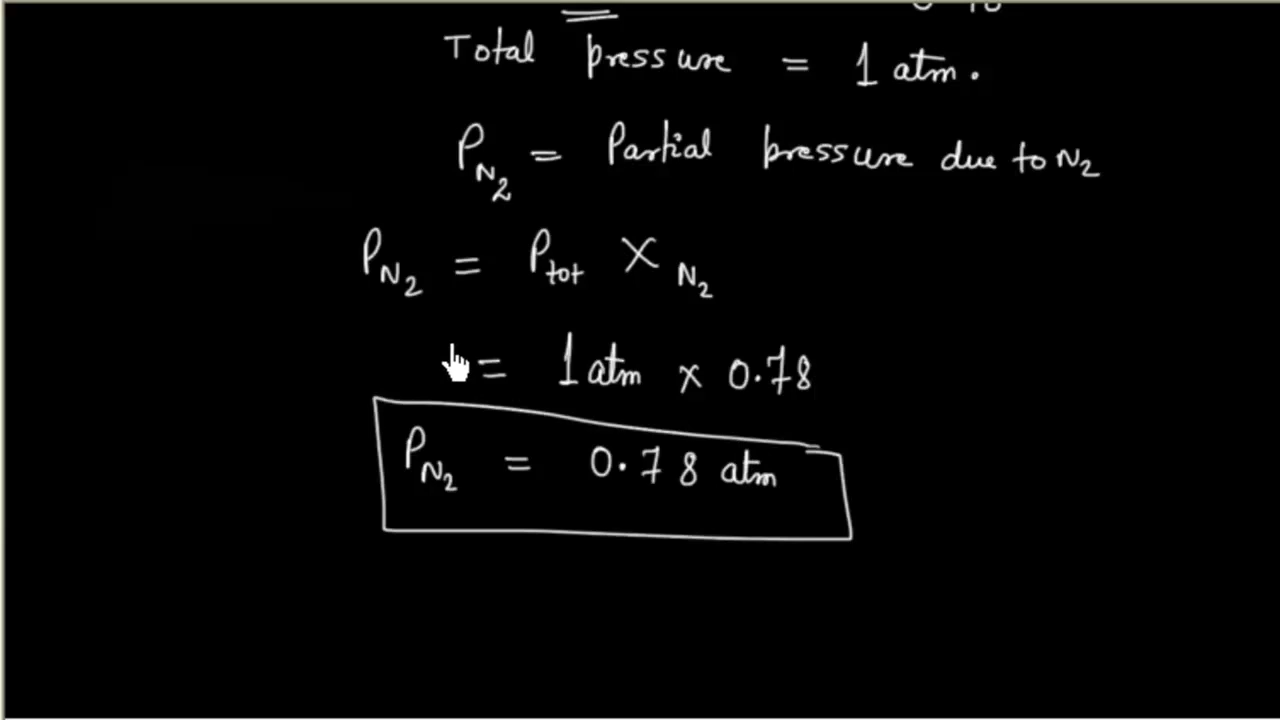 Total pressure = 1 atm.
P_N2 = Partial pressure due to N2
P_N2 = P_tot X_N2
= 1 atm x 0.78
P_N2 = 0.78 atm